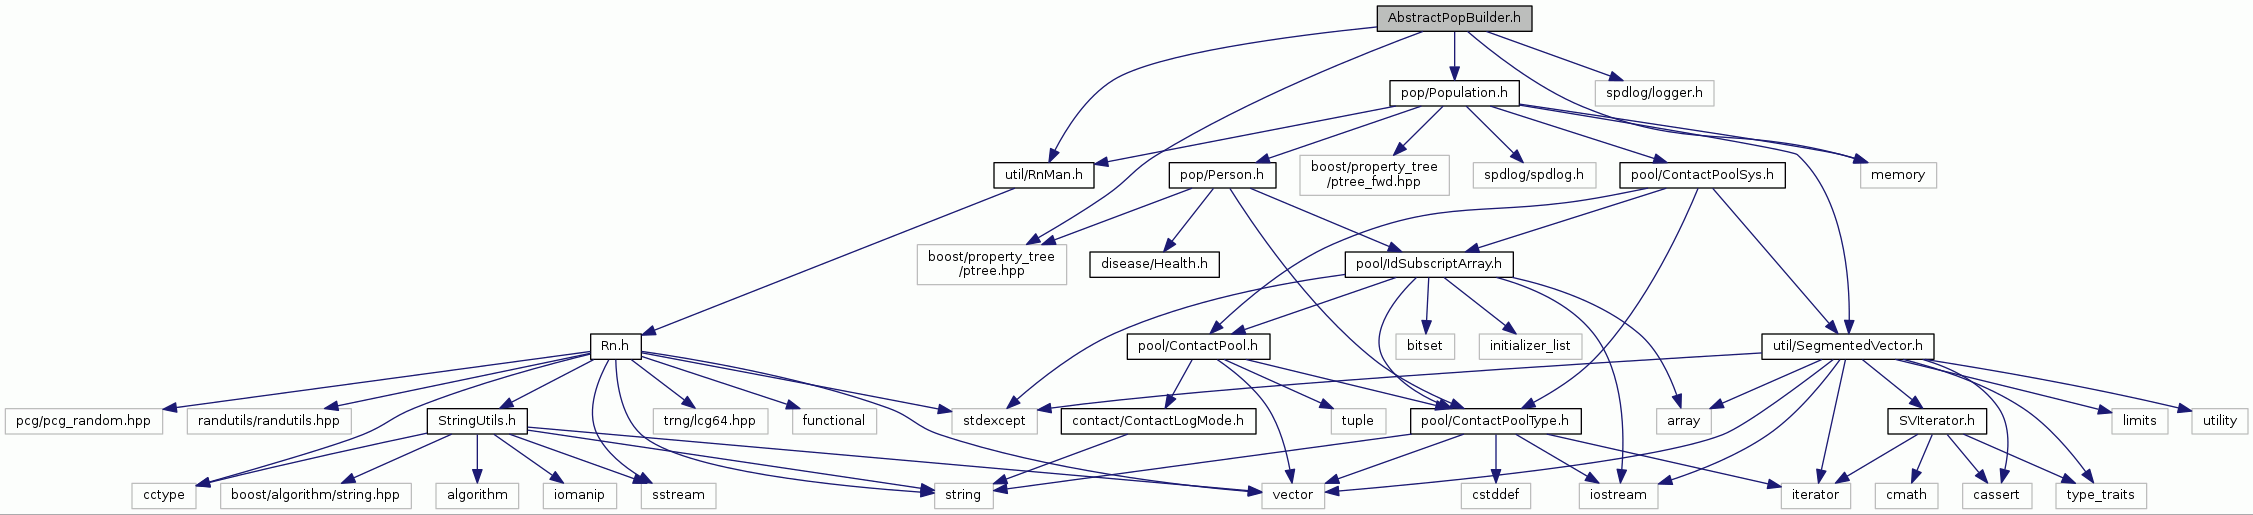 AbstractPopBuilder.h
pop/Population.h
spdlog/logger.h
util/RnMan.h
pop/Person.h
boost/property_tree
/ptree_fwd.hpp
spdlog/spdlog.h
pool/ContactPoolSys.h
memory
boost/property_tree
/ptree.hpp
disease/Health.h
pool/IdSubscriptArray.h
Rn.h
pool/ContactPool.h
bitset
initializer_list
util/SegmentedVector.h
pcg/pcg_random.hpp
randutils/randutils.hpp
StringUtils.h
trng/lcg64.hpp
functional
stdexcept
contact/ContactLogMode.h
tuple
pool/ContactPoolType.h
array
SVIterator.h
limits
utility
cctype
boost/algorithm/string.hpp
algorithm
iomanip
sstream
string
vector
cstddef
iostream
iterator
cmath
cassert
type_traits